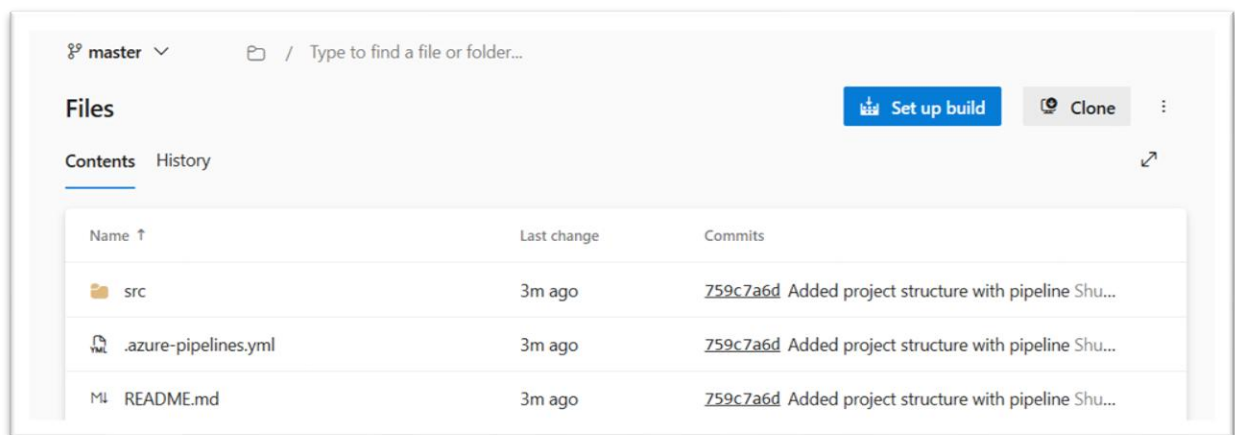 master / Type to find a file or folder...
Files Set up build Clone
Contents History
Name ↑ Last change Commits
src 3m ago 759c7a6d Added project structure with pipeline Shu...
YML .azure-pipelines.yml 3m ago 759c7a6d Added project structure with pipeline Shu...
M↓ README.md 3m ago 759c7a6d Added project structure with pipeline Shu...